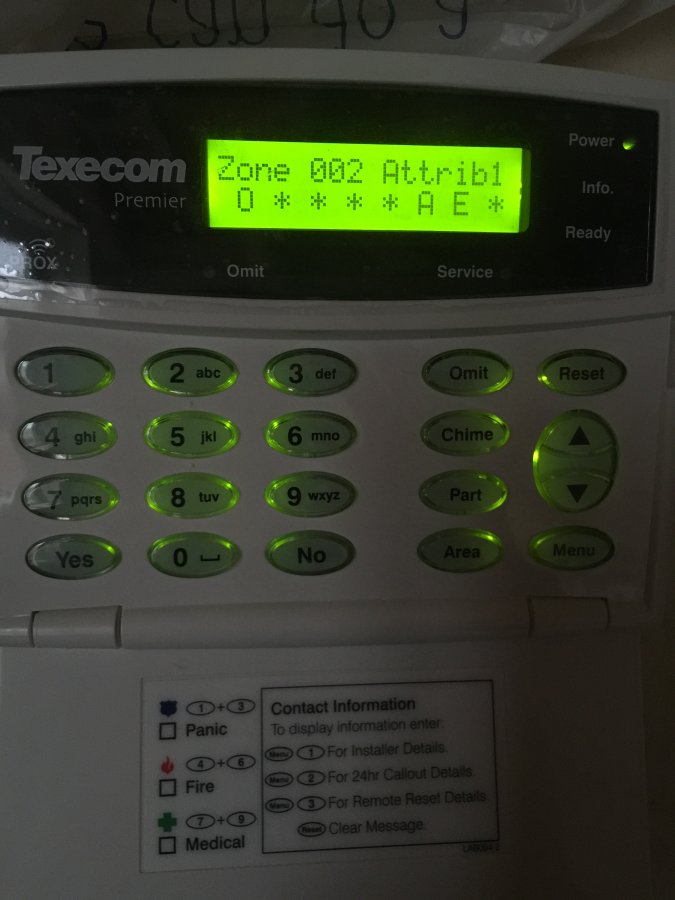 Texecom
Premier
Zone 002 Attrib1
O * * * * A E *
Power
Info.
Ready
PROX
Omit
Service
1
2 abc
3 def
Omit
Reset
4 ghi
5 jkl
6 mno
Chime
7 pqrs
8 tuv
9 wxyz
Part
Yes
0
No
Area
Menu
1 + 3
Panic
4 + 6
Fire
7 + 9
Medical
Contact Information
To display information enter:
Menu 1 For Installer Details.
Menu 2 For 24hr Callout Details.
Menu 3 For Remote Reset Details
Reset Clear Message.